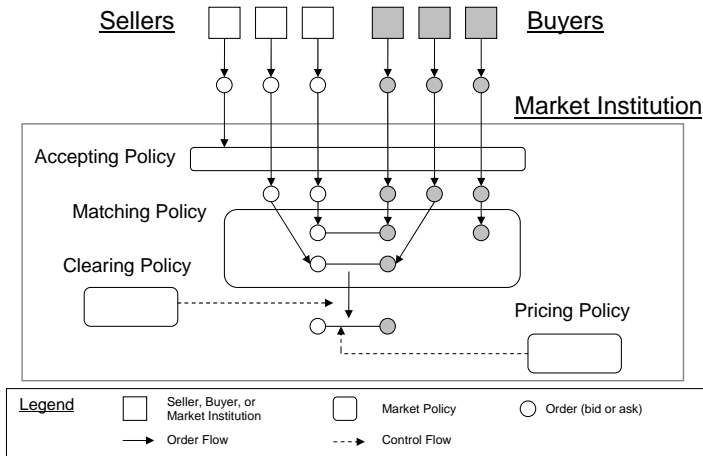 Sellers
Buyers
Market Institution
Accepting Policy
Matching Policy
Clearing Policy
Pricing Policy
Legend
Seller, Buyer, or
Market Institution
Market Policy
Order (bid or ask)
Order Flow
Control Flow